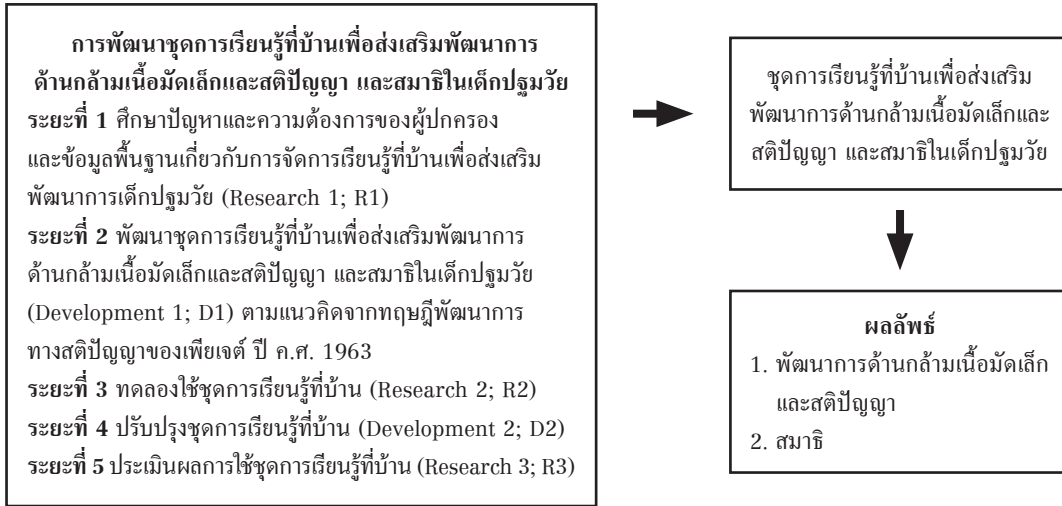 การพัฒนาชุดการเรียนรู้ที่บ้านเพื่อส่งเสริมพัฒนาการ
ด้านกล้ามเนื้อมัดเล็กและสติปัญญา และสมาธิในเด็กปฐมวัย
ระยะที่ 1 ศึกษาปัญหาและความต้องการของผู้ปกครอง
และข้อมูลพื้นฐานเกี่ยวกับการจัดการเรียนรู้ที่บ้านเพื่อส่งเสริม
พัฒนาการเด็กปฐมวัย (Research 1; R1)
ระยะที่ 2 พัฒนาชุดการเรียนรู้ที่บ้านเพื่อส่งเสริมพัฒนาการ
ด้านกล้ามเนื้อมัดเล็กและสติปัญญา และสมาธิในเด็กปฐมวัย
(Development 1; D1) ตามแนวคิดจากทฤษฎีพัฒนาการ
ทางสติปัญญาของเพียเจต์ ปี ค.ศ. 1963
ระยะที่ 3 ทดลองใช้ชุดการเรียนรู้ที่บ้าน (Research 2; R2)
ระยะที่ 4 ปรับปรุงชุดการเรียนรู้ที่บ้าน (Development 2; D2)
ระยะที่ 5 ประเมินผลการใช้ชุดการเรียนรู้ที่บ้าน (Research 3; R3)
ชุดการเรียนรู้ที่บ้านเพื่อส่งเสริม
พัฒนาการด้านกล้ามเนื้อมัดเล็กและ
สติปัญญา และสมาธิในเด็กปฐมวัย
ผลลัพธ์
1. พัฒนาการด้านกล้ามเนื้อมัดเล็ก
และสติปัญญา
2. สมาธิ